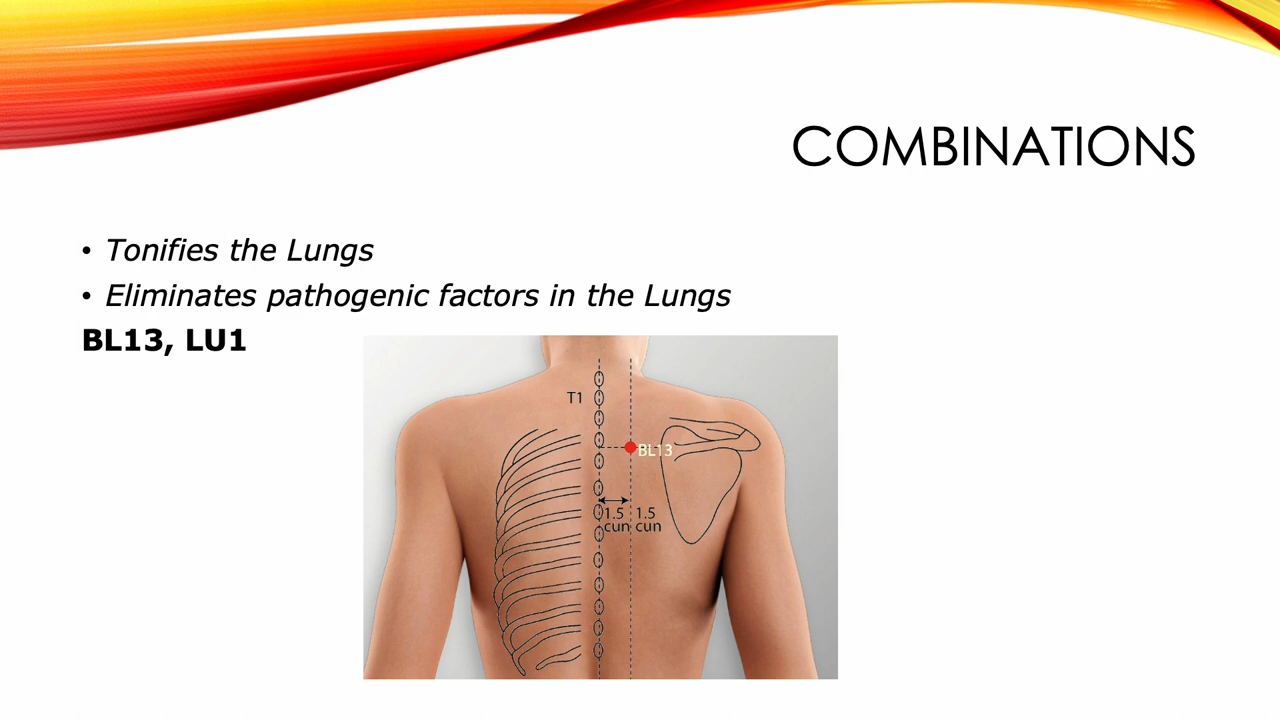 COMBINATIONS
• Tonifies the Lungs
• Eliminates pathogenic factors in the Lungs
BL13, LU1
T1
BL13
1.5 1.5
cun cun